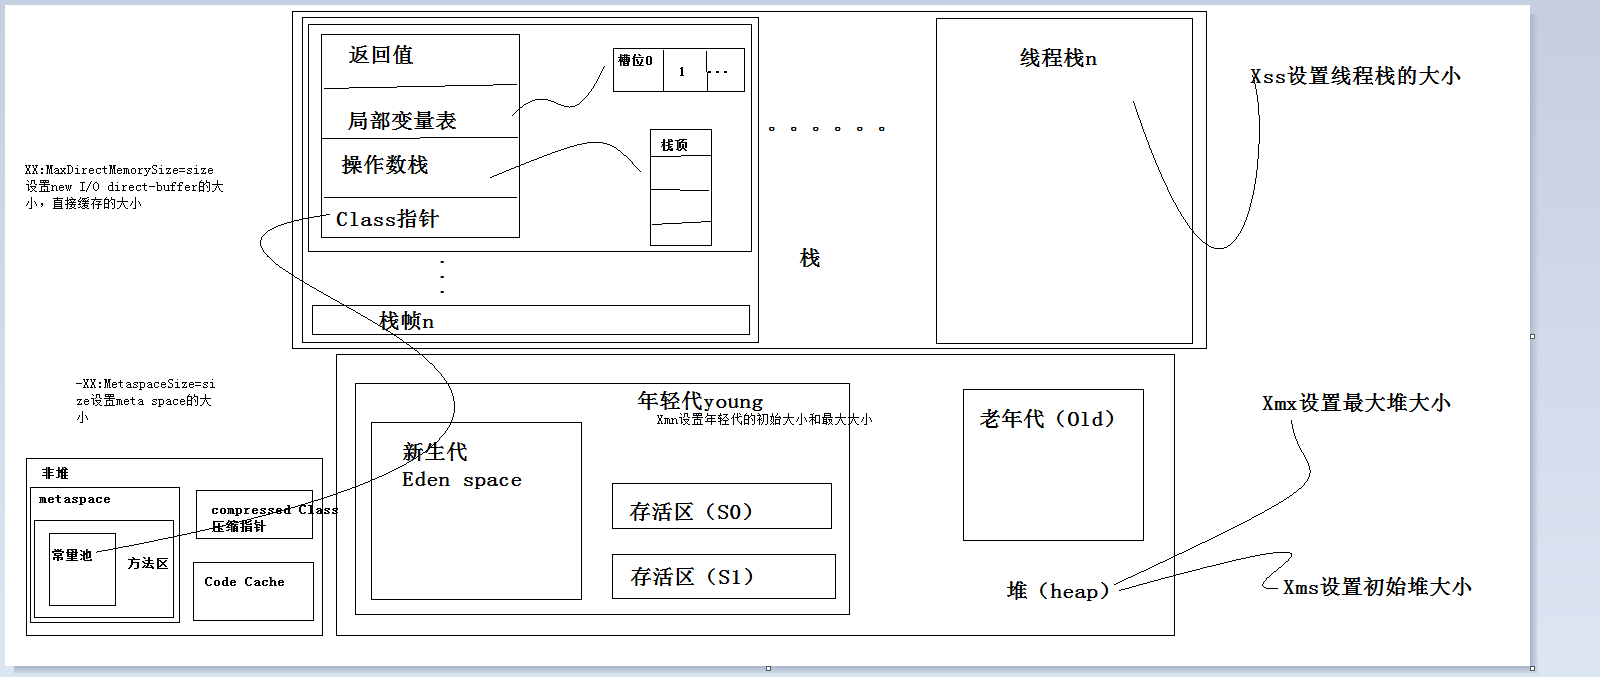 返回值
局部变量表
操作数栈
Class指针
槽位0
1
...
栈顶
。。。。。。
栈
线程栈n
Xss设置线程栈的大小
.
.
.
栈帧n
XX:MaxDirectMemorySize=size
设置new I/O direct-buffer的大
小，直接缓存的大小
-XX:MetaspaceSize=si
ze设置meta space的大
小
非堆
metaspace
常量池
方法区
compressed Class
压缩指针
Code Cache
年轻代young
Xmn设置年轻代的初始大小和最大大小
新生代
Eden space
存活区（S0）
存活区（S1）
老年代（Old）
堆（heap）
Xmx设置最大堆大小
Xms设置初始堆大小